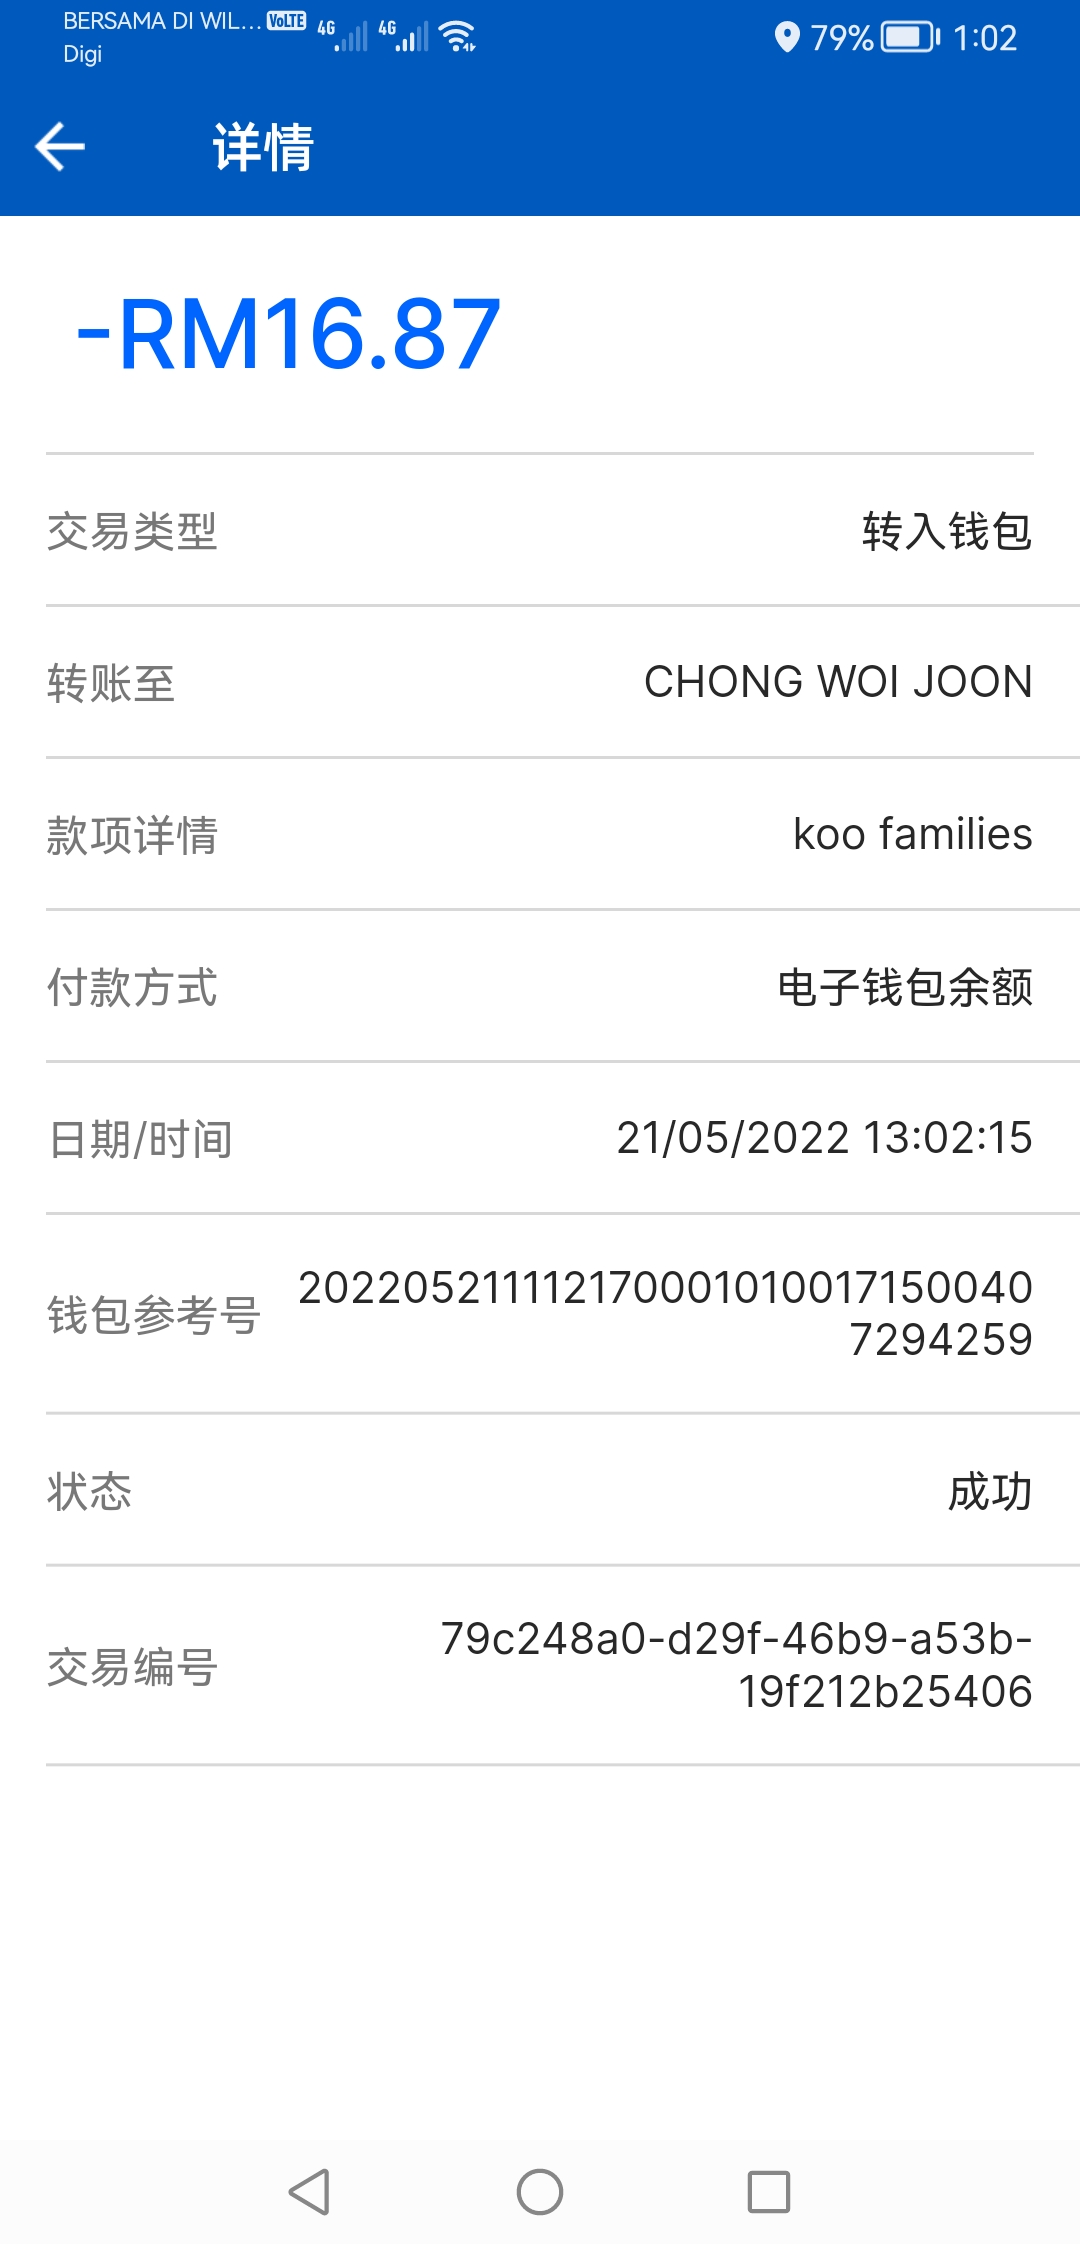 BERSAMA DI WIL... VoLTE 4G 4G 79% 1:02
Digi
详情
-RM16.87
交易类型 转入钱包
转账至 CHONG WOI JOON
款项详情 koo families
付款方式 电子钱包余额
日期/时间 21/05/2022 13:02:15
钱包参考号 20220521111217000101001715004​0
7294259
状态 成功
交易编号 79c248a0-d29f-46b9-a53b-
19f212b25406